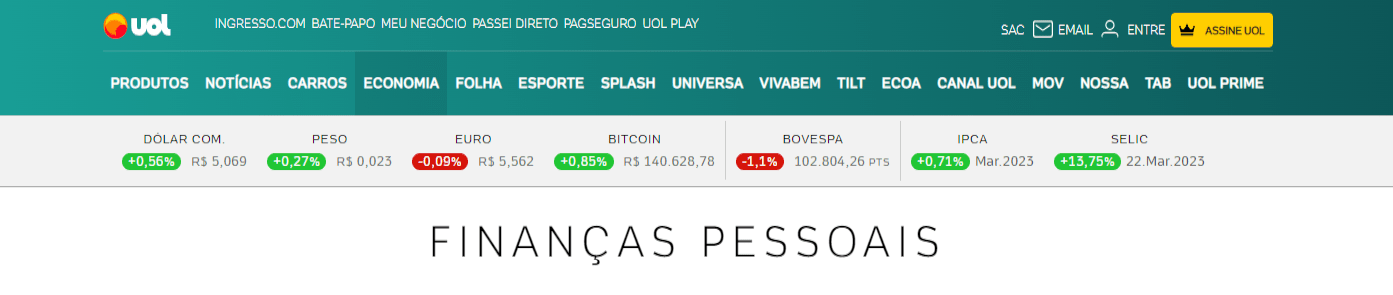 uol
INGRESSO.COM BATE-PAPO MEU NEGÓCIO PASSEI DIRETO PAGSEGURO UOL PLAY
SAC EMAIL ENTRE ASSINE UOL
PRODUTOS NOTÍCIAS CARROS ECONOMIA FOLHA ESPORTE SPLASH UNIVERSA VIVABEM TILT ECOA CANAL UOL MOV NOSSA TAB UOL PRIME
DÓLAR COM. PESO EURO BITCOIN BOVESPA IPCA SELIC
+0,56% R$ 5,069 +0,27% R$ 0,023 -0,09% R$ 5,562 +0,85% R$ 140.628,78 -1,1% 102.804,26 PTS +0,71% Mar.2023 +13,75% 22.Mar.2023
FINANÇAS PESSOAIS